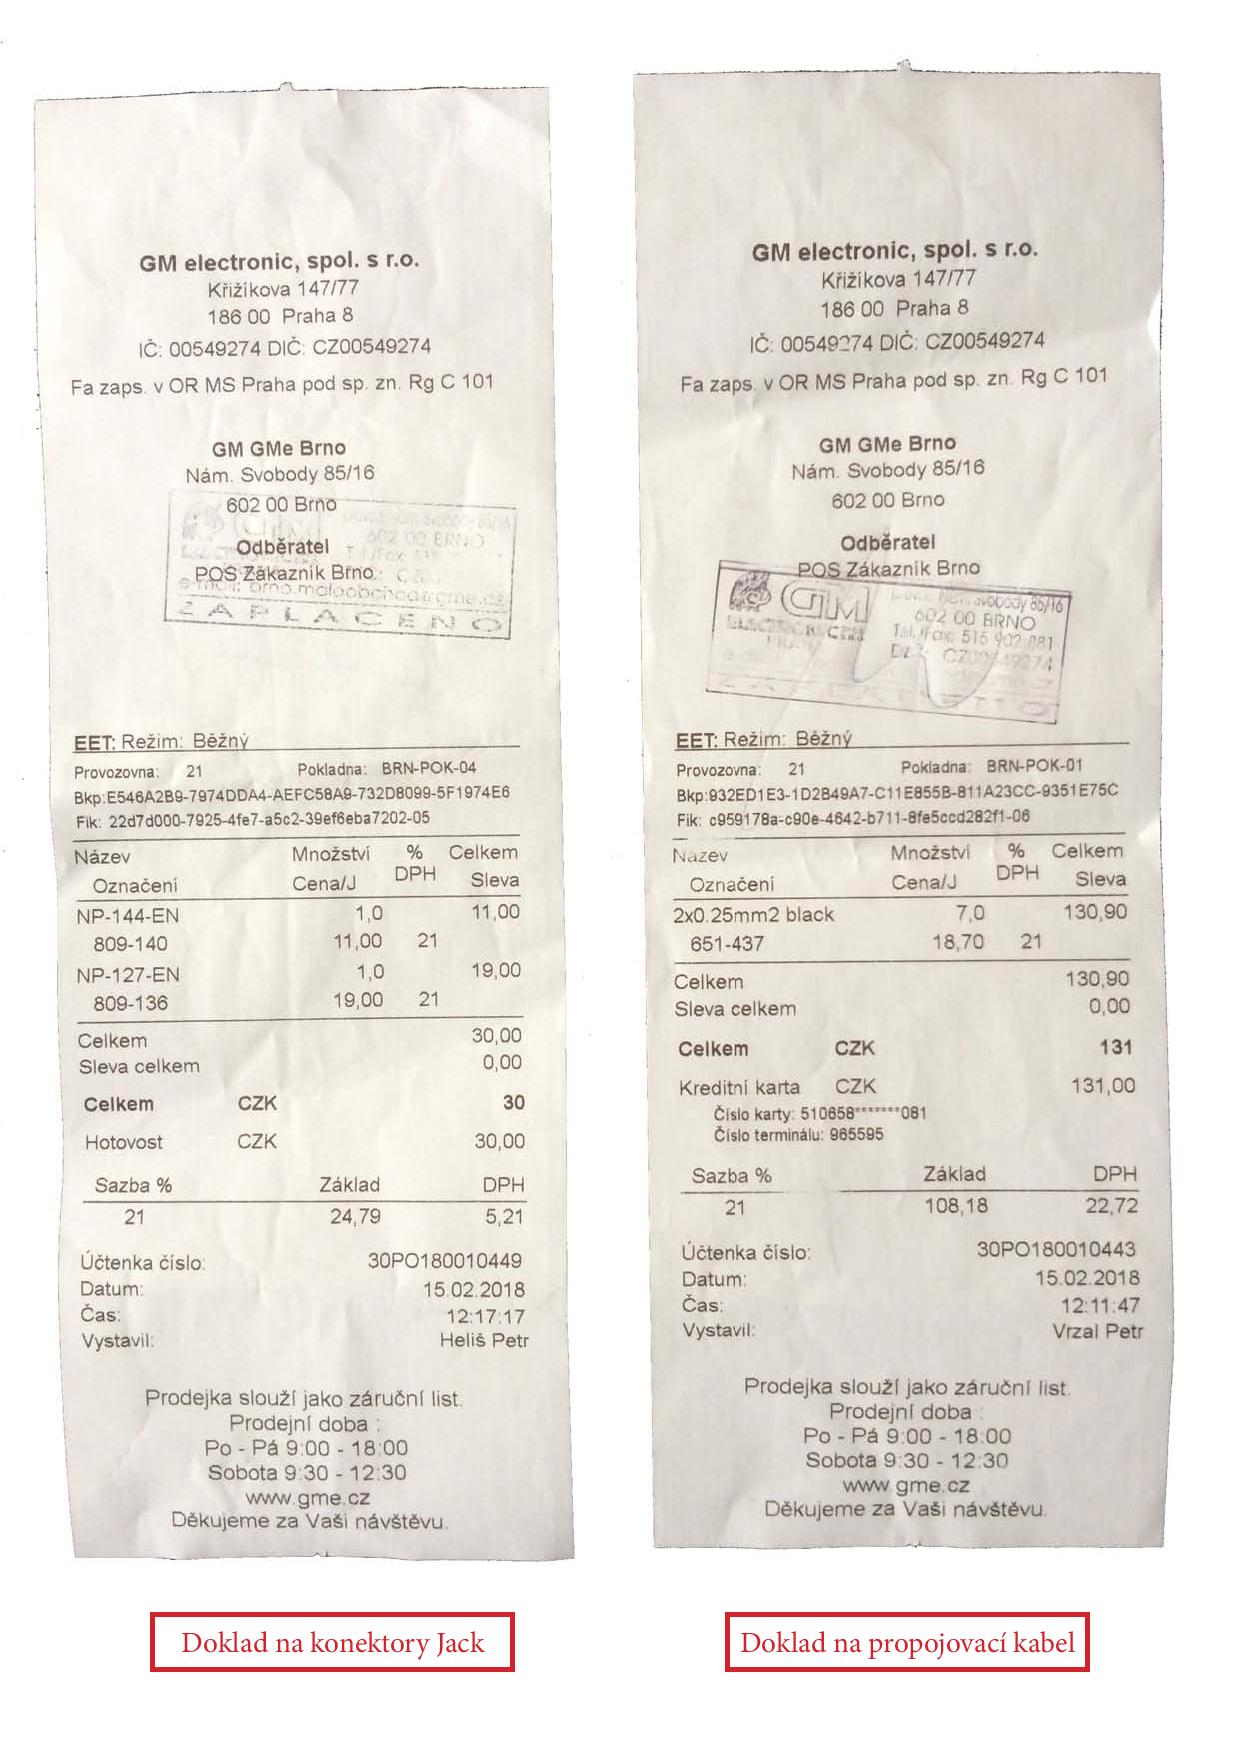 GM electronic, spol. s r.o.
Křižíkova 147/77
186 00 Praha 8
IČ: 00549274 DIČ: CZ00549274
Fa zaps. v OR MS Praha pod sp. zn. Rg C 101
GM GMe Brno
Nám. Svobody 85/16
602 00 Brno
Odběratel
POS Zákazník Brno
602 00 BRNO
ZAPLACENO
EET: Režim: Běžný
Provozovna: 21 Pokladna: BRN-POK-04
Bkp:E546A2B9-7974DDA4-AEFC58A9-732D8099-5F1974E6
Fik: 22d7d000-7925-4fe7-a5c2-39ef6eba7202-05
Název Množství % Celkem
Označení Cena/J DPH Sleva
NP-144-EN 1,0 11,00
809-140 11,00 21
NP-127-EN 1,0 19,00
809-136 19,00 21
Celkem 30,00
Sleva celkem 0,00
Celkem CZK 30
Hotovost CZK 30,00
Sazba % Základ DPH
21 24,79 5,21
Účtenka číslo: 30PO180010449
Datum: 15.02.2018
Čas: 12:17:17
Vystavil: Heliš Petr
Prodejka slouží jako záruční list.
Prodejní doba :
Po - Pá 9:00 - 18:00
Sobota 9:30 - 12:30
www.gme.cz
Děkujeme za Vaši návštěvu.
Doklad na konektory Jack
GM electronic, spol. s r.o.
Křižíkova 147/77
186 00 Praha 8
IČ: 00549274 DIČ: CZ00549274
Fa zaps. v OR MS Praha pod sp. zn. Rg C 101
GM GMe Brno
Nám. Svobody 85/16
602 00 Brno
Odběratel
POS Zákazník Brno
GM
602 00 BRNO
Tel./Fax: 515 902 081
EET: Režim: Běžný
Provozovna: 21 Pokladna: BRN-POK-01
Bkp:932ED1E3-1D2B49A7-C11E855B-811A23CC-9351E75C
Fik: c959178a-c90e-4642-b711-8fe5ccd282f1-06
Název Množství % Celkem
Označení Cena/J DPH Sleva
2x0.25mm2 black 7,0 130,90
651-437 18,70 21
Celkem 130,90
Sleva celkem 0,00
Celkem CZK 131
Kreditní karta CZK 131,00
Číslo karty: 510658*******081
Číslo terminálu: 965595
Sazba % Základ DPH
21 108,18 22,72
Účtenka číslo: 30PO180010443
Datum: 15.02.2018
Čas: 12:11:47
Vystavil: Vrzal Petr
Prodejka slouží jako záruční list.
Prodejní doba :
Po - Pá 9:00 - 18:00
Sobota 9:30 - 12:30
www.gme.cz
Děkujeme za Vaši návštěvu.
Doklad na propojovací kabel